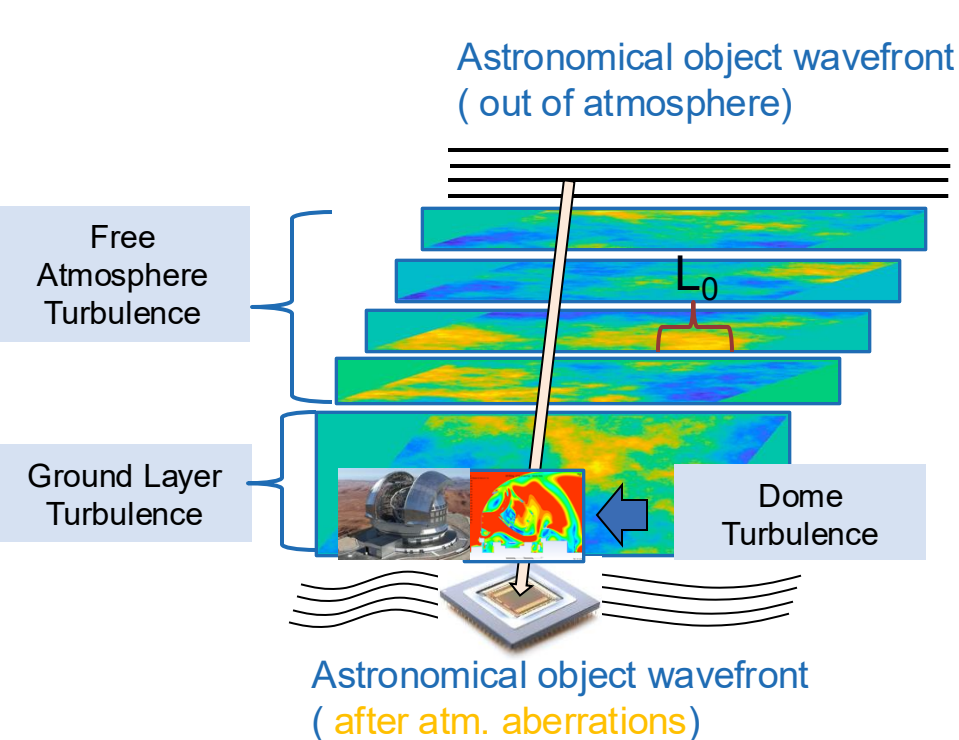 Astronomical object wavefront
( out of atmosphere)
Free
Atmosphere
Turbulence
L0
Ground Layer
Turbulence
Dome
Turbulence
Astronomical object wavefront
( after atm. aberrations)